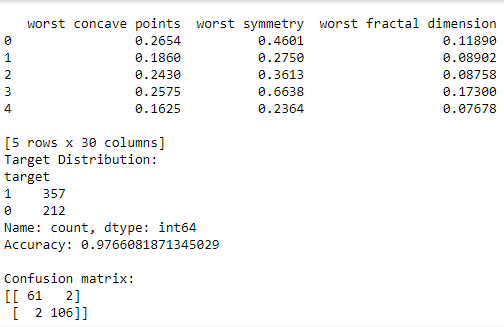 worst concave points  worst symmetry  worst fractal dimension
0                0.2654          0.4601                  0.11890
1                0.1860          0.2750                  0.08902
2                0.2430          0.3613                  0.08758
3                0.2575          0.6638                  0.17300
4                0.1625          0.2364                  0.07678
[5 rows x 30 columns]
Target Distribution:
target
1    357
0    212
Name: count, dtype: int64
Accuracy: 0.9766081871345029
Confusion matrix:
[[ 61   2]
 [  2 106]]